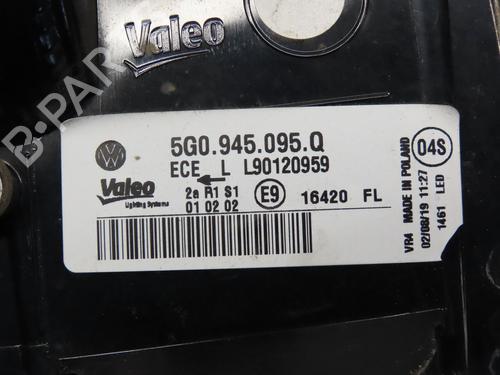 Valeo
5G0.945.095.Q
ECE L L90120959
Valeo
Lighting Systems
2a R1 S1
01 02 02
E9
16420 FL
04S
VR4 MADE IN POLAND
02/08/19 11:27
1461 LED